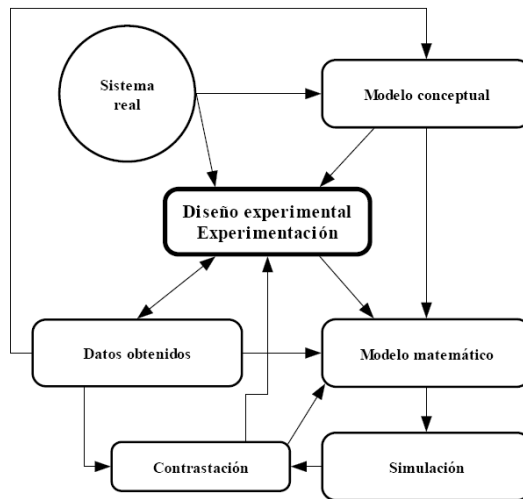 Sistema
real
Modelo conceptual
Diseño experimental
Experimentación
Datos obtenidos
Modelo matemático
Contrastación
Simulación